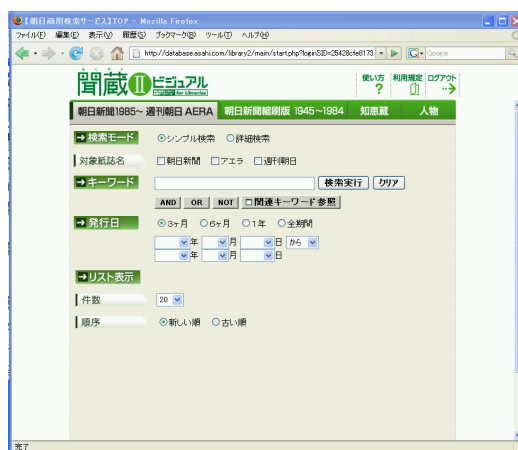 【朝日商用検索サービス】TOP - Mozilla Firefox
ファイル(F) 編集(E) 表示(V) 履歴(S) ブックマーク(B) ツール(T) ヘルプ(H)
http://database.asahi.com/library2/main/start.php?loginSID=25428cfe8173
Google
聞蔵Ⅱビジュアル
for Libraries
使い方 利用規定 ログアウト
朝日新聞1985～ 週刊朝日 AERA 朝日新聞縮刷版 1945～1984 知恵蔵 人物
検索モード シンプル検索 詳細検索
対象紙誌名 朝日新聞 アエラ 週刊朝日
キーワード 検索実行 クリア
AND OR NOT 関連キーワード参照
発行日 3ヶ月 6ヶ月 1年 全期間
年 月 日 から
年 月 日
リスト表示
件数 20
順序 新しい順 古い順
完了